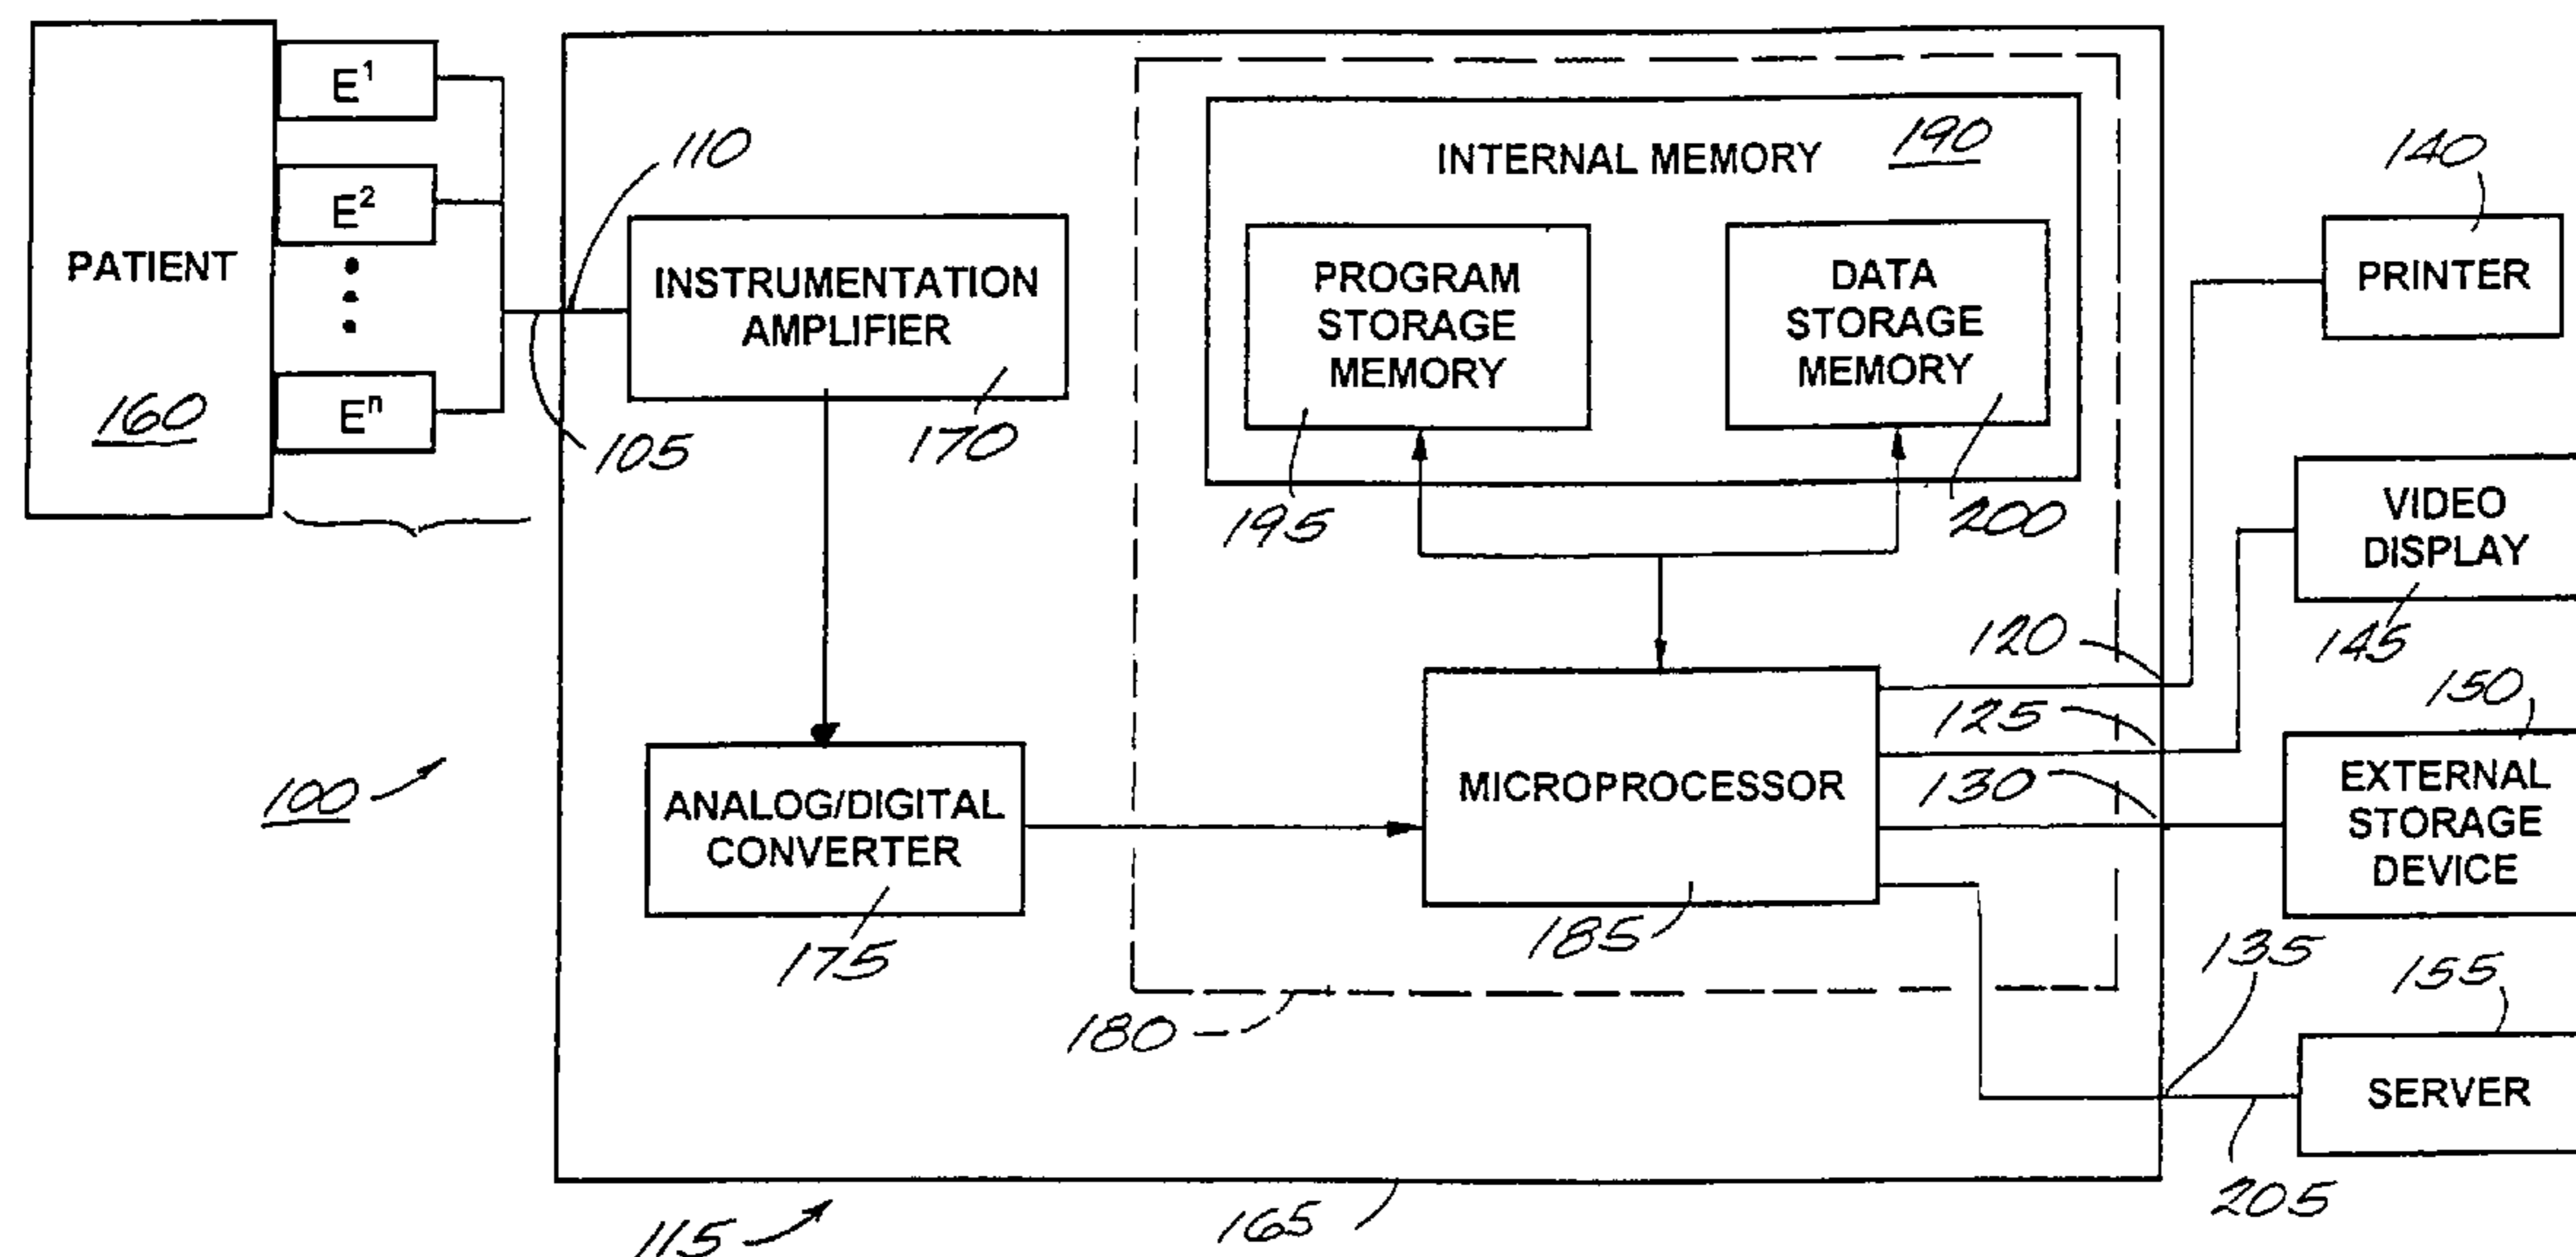 E1
E2
PATIENT
160
En
110
105
INSTRUMENTATION
AMPLIFIER
170
ANALOG/DIGITAL
CONVERTER
175
100
INTERNAL MEMORY
190
PROGRAM
STORAGE
MEMORY
195
DATA
STORAGE
MEMORY
200
MICROPROCESSOR
185
180
120
125
130
135
140
PRINTER
VIDEO
DISPLAY
145
150
EXTERNAL
STORAGE
DEVICE
155
SERVER
205
115
165